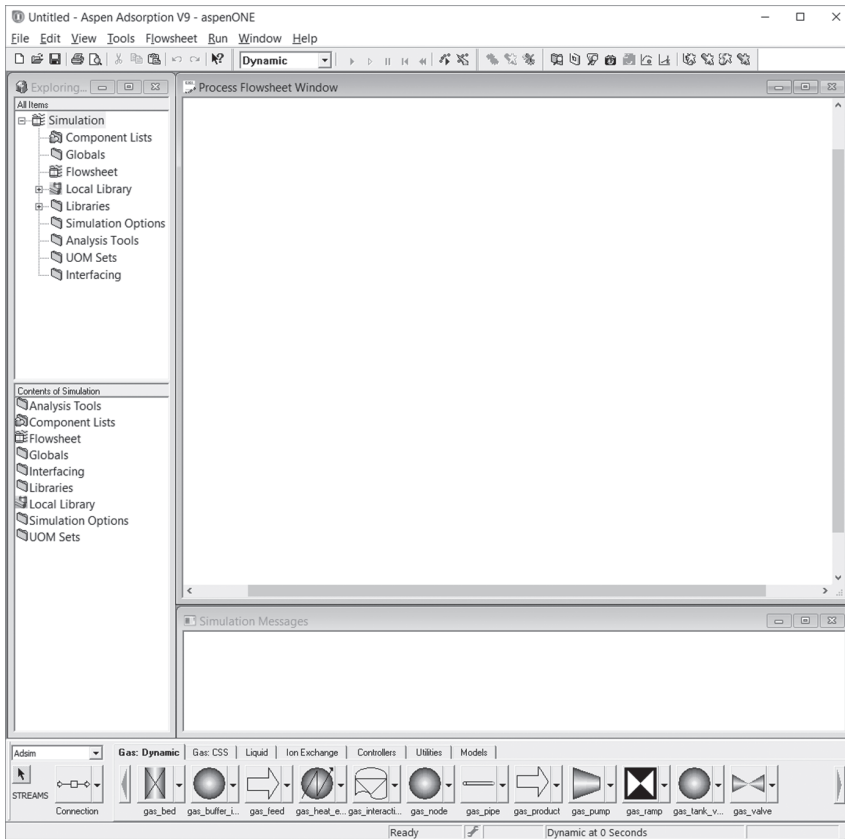 Untitled - Aspen Adsorption V9 - aspenONE
File Edit View Tools Flowsheet Run Window Help
Dynamic
Exploring...
All Items
Simulation
Component Lists
Globals
Flowsheet
Local Library
Libraries
Simulation Options
Analysis Tools
UOM Sets
Interfacing
Contents of Simulation
Analysis Tools
Component Lists
Flowsheet
Globals
Interfacing
Libraries
Local Library
Simulation Options
UOM Sets
Process Flowsheet Window
Simulation Messages
Adsim
Gas: Dynamic Gas: CSS Liquid Ion Exchange Controllers Utilities Models
STREAMS
Connection gas_bed gas_buffer_i... gas_feed gas_heat_e... gas_interacti... gas_node gas_pipe gas_product gas_pump gas_ramp gas_tank_v... gas_valve
Ready Dynamic at 0 Seconds